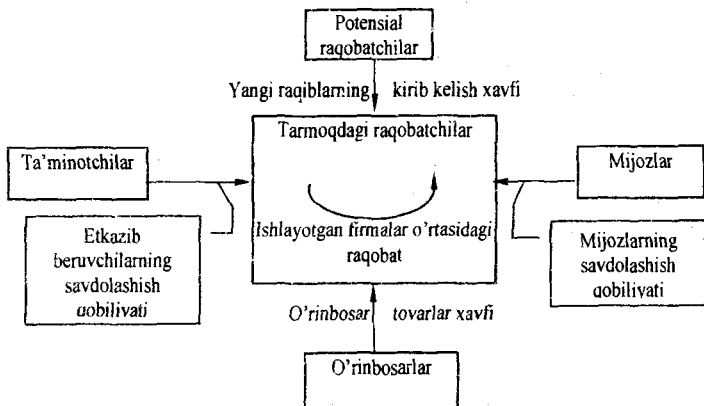 Potensial
raqobatchilar
Yangi raqiblarning kirib kelish xavfi
Tarmoqdagi raqobatchilar
Ta'minotchilar
Mijozlar
Ishlayotgan firmalar o'rtasidagi
raqobat
Etkazib
beruvchilarning
savdolashish
qobiliyati
Mijozlarning
savdolashish
qobiliyati
O'rinbosar tovarlar xavfi
O'rinbosarlar